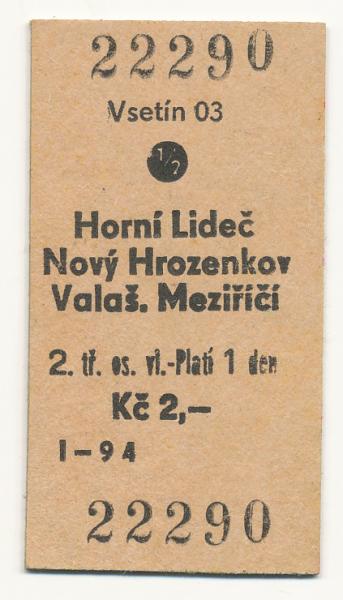 22290
Vsetín 03
1/2
Horní Lideč
Nový Hrozenkov
Valaš. Meziříčí
2. tř. os. vl.-Platí 1 den
Kč 2,—
I-94
22290